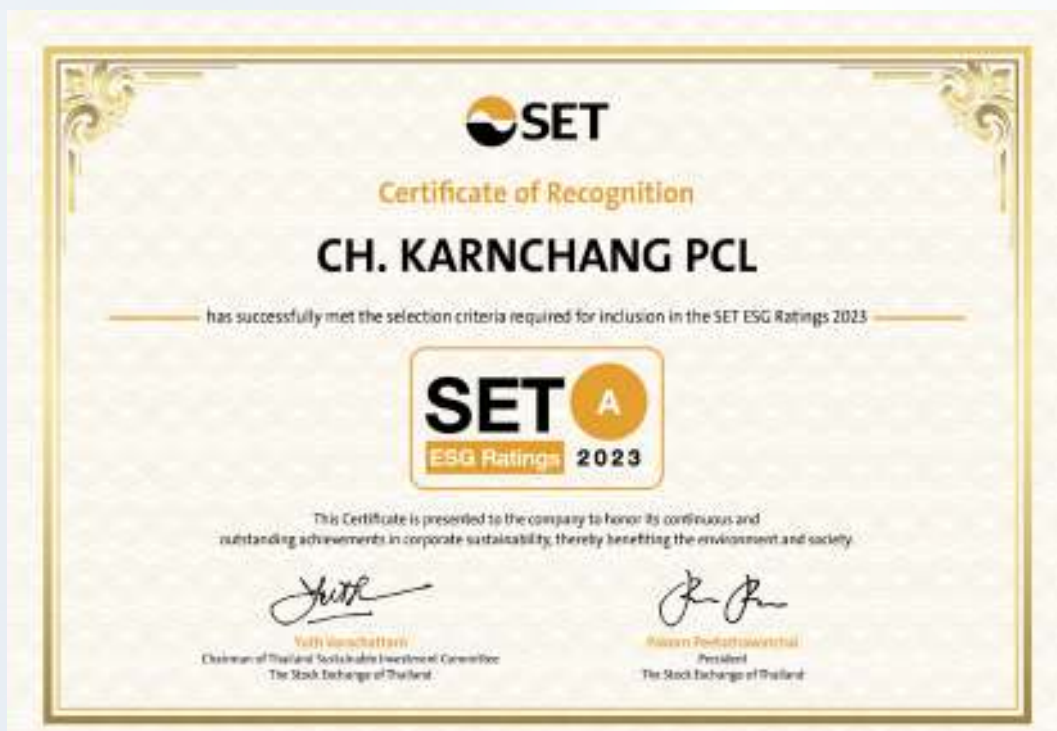 SET
Certificate of Recognition
CH. KARNCHANG PCL
has successfully met the selection criteria required for inclusion in the SET ESG Ratings 2023
SET A
ESG Ratings 2023
This Certificate is presented to the company to honor its continuous and
outstanding achievements in corporate sustainability, thereby benefiting the environment and society
Chairman of Thailand Sustainable Investment Committee
The Stock Exchange of Thailand
President
The Stock Exchange of Thailand